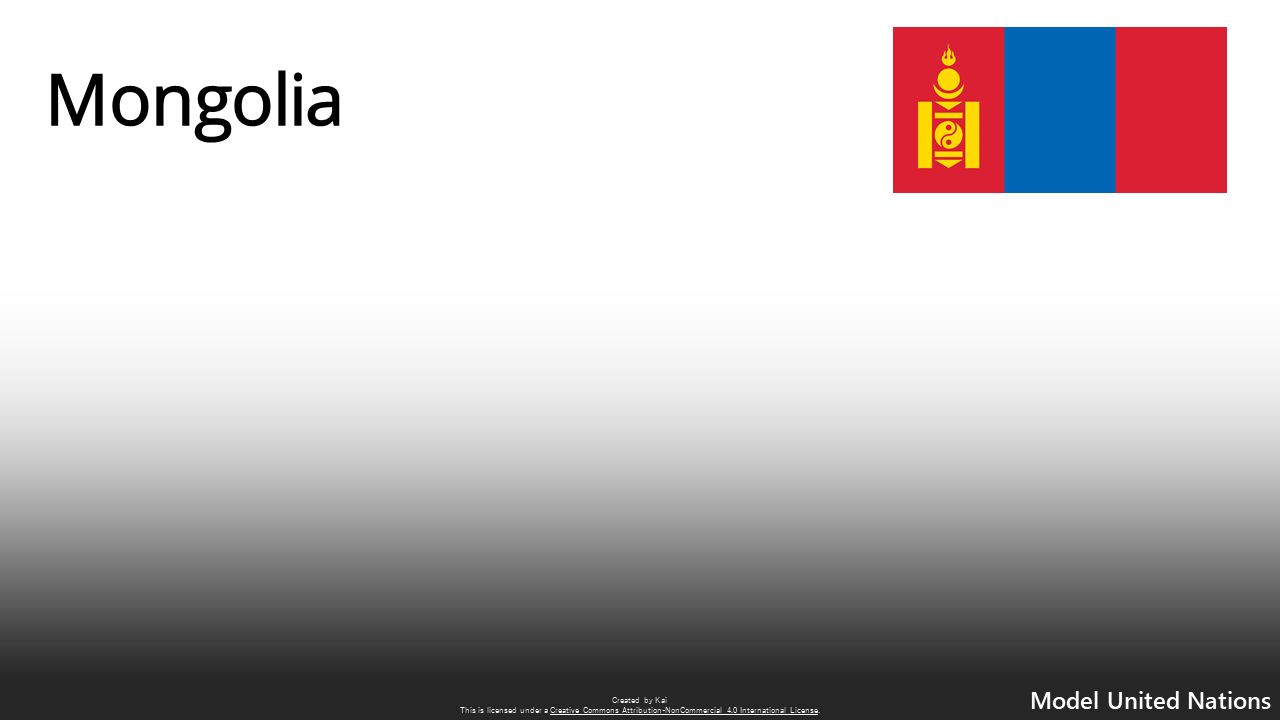 Mongolia
Created by Kai
This is licensed under a Creative Commons Attribution-NonCommercial 4.0 International License.
Model United Nations